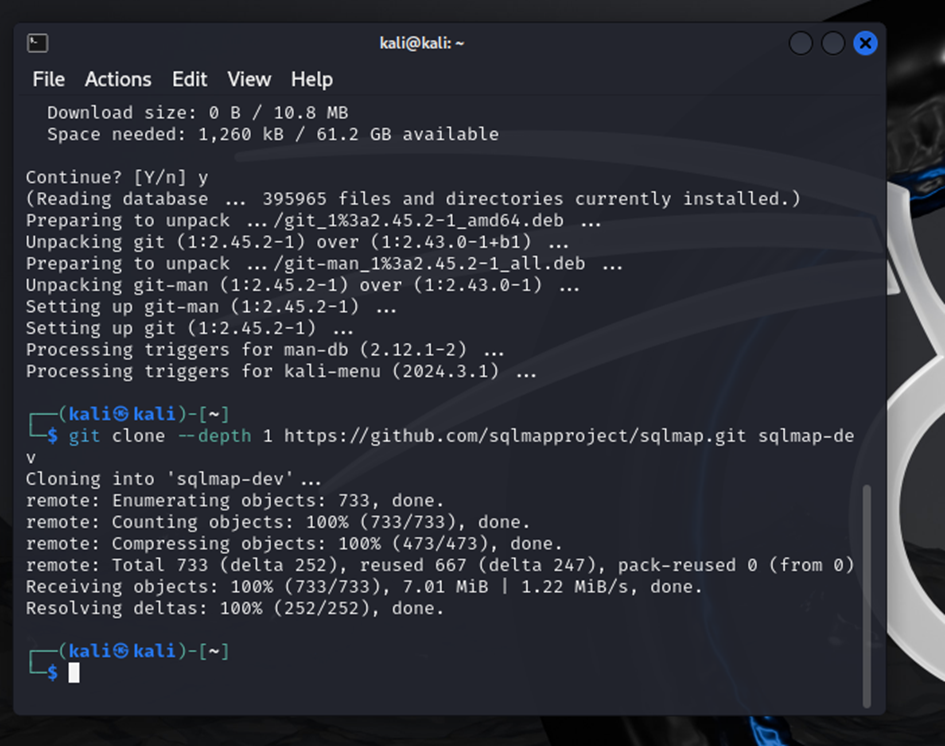 kali@kali: ~
File Actions Edit View Help
Download size: 0 B / 10.8 MB
Space needed: 1,260 kB / 61.2 GB available
Continue? [Y/n] y
(Reading database ... 395965 files and directories currently installed.)
Preparing to unpack .../git_1%3a2.45.2-1_amd64.deb ...
Unpacking git (1:2.45.2-1) over (1:2.43.0-1+b1) ...
Preparing to unpack .../git-man_1%3a2.45.2-1_all.deb ...
Unpacking git-man (1:2.45.2-1) over (1:2.43.0-1) ...
Setting up git-man (1:2.45.2-1) ...
Setting up git (1:2.45.2-1) ...
Processing triggers for man-db (2.12.1-2) ...
Processing triggers for kali-menu (2024.3.1) ...
┌──(kali㉿kali)-[~]
└─$ git clone --depth 1 https://github.com/sqlmapproject/sqlmap.git sqlmap-de
v
Cloning into 'sqlmap-dev'...
remote: Enumerating objects: 733, done.
remote: Counting objects: 100% (733/733), done.
remote: Compressing objects: 100% (473/473), done.
remote: Total 733 (delta 252), reused 667 (delta 247), pack-reused 0 (from 0)
Receiving objects: 100% (733/733), 7.01 MiB | 1.22 MiB/s, done.
Resolving deltas: 100% (252/252), done.
┌──(kali㉿kali)-[~]
└─$